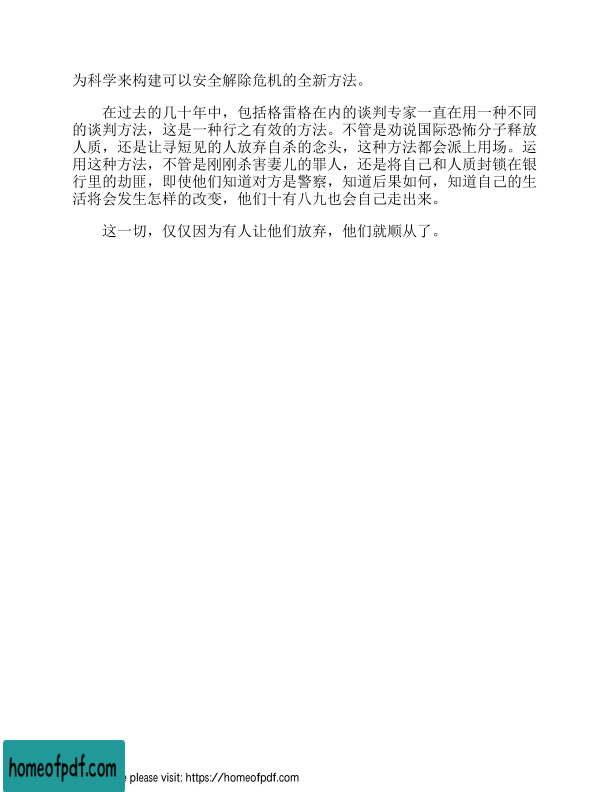 为科学来构建可以安全解除危机的全新方法。
在过去的几十年中，包括格雷格在内的谈判专家一直在用一种不同
的谈判方法，这是一种行之有效的方法。不管是劝说国际恐怖分子释放
人质，还是让寻短见的人放弃自杀的念头，这种方法都会派上用场。运
用这种方法，不管是刚刚杀害妻儿的罪人，还是将自己和人质封锁在银
行里的劫匪，即使他们知道对方是警察，知道后果如何，知道自己的生
活将会发生怎样的改变，他们十有八九也会自己走出来。
这一切，仅仅因为有人让他们放弃，他们就顺从了。
homeofpdf.com
please visit: https://homeofpdf.com